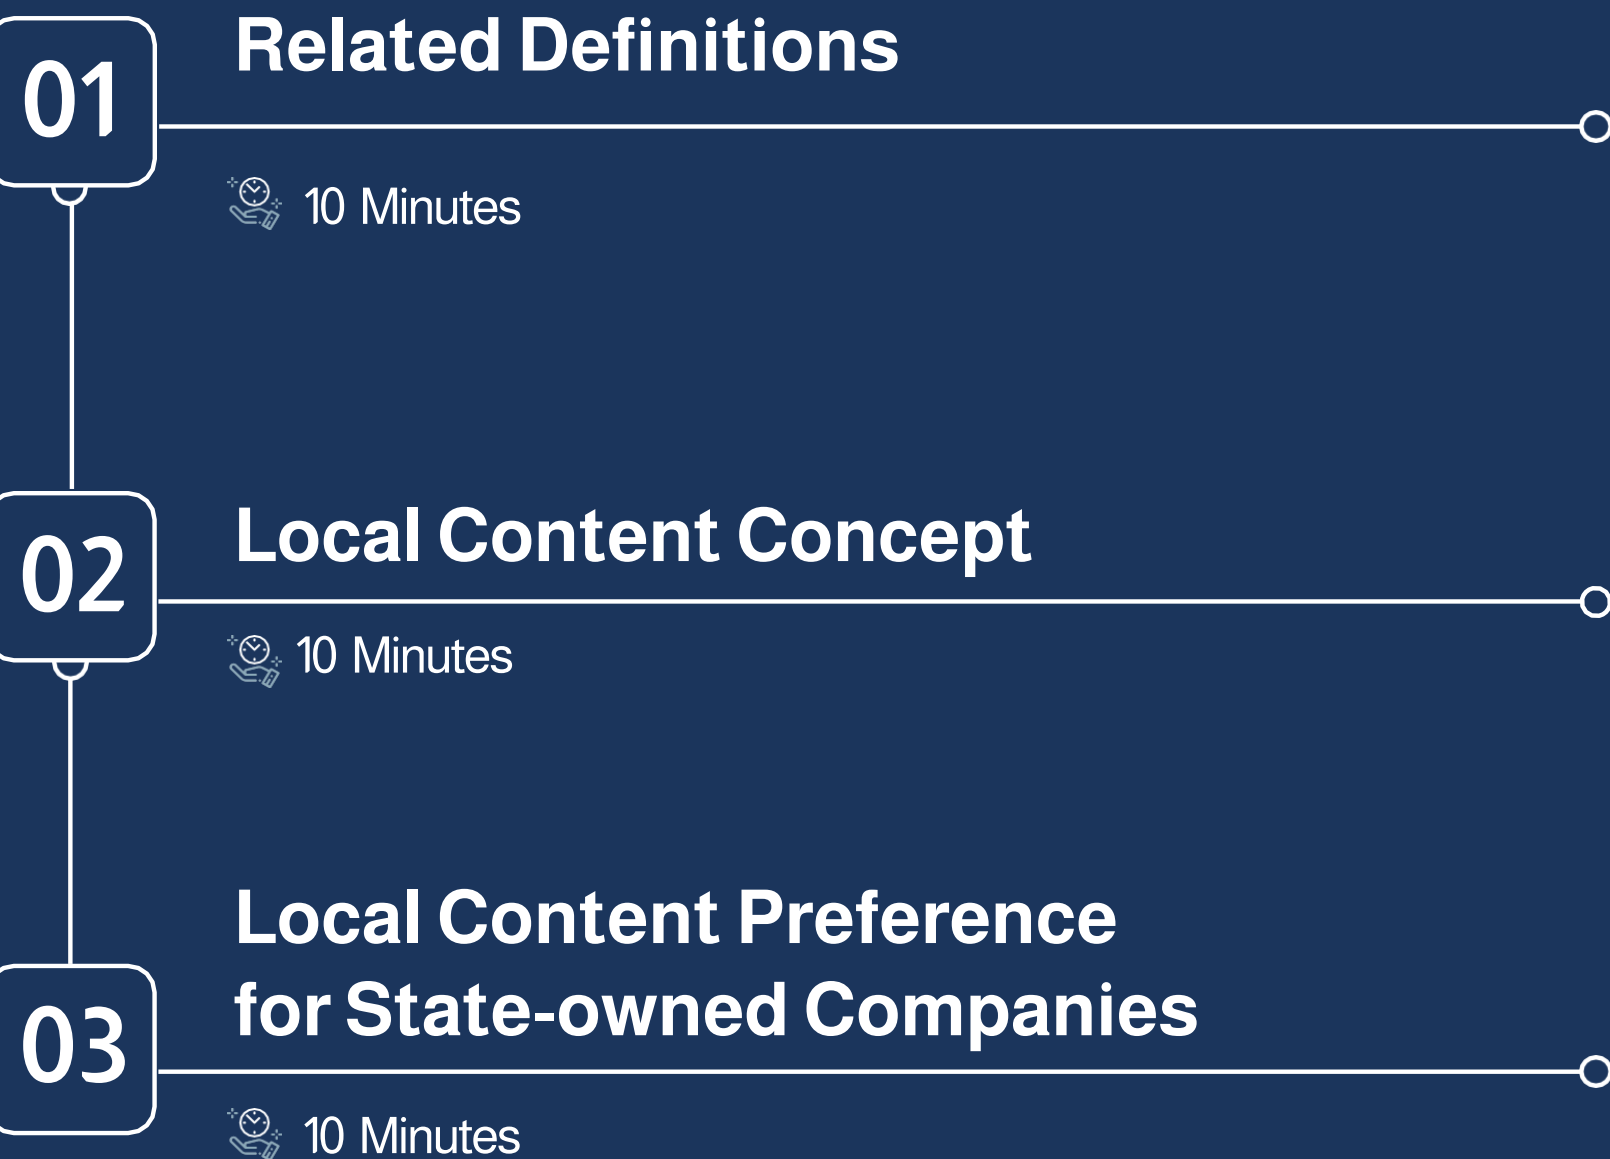 01
Related Definitions
10 Minutes
02
Local Content Concept
10 Minutes
03
Local Content Preference
for State-owned Companies
10 Minutes